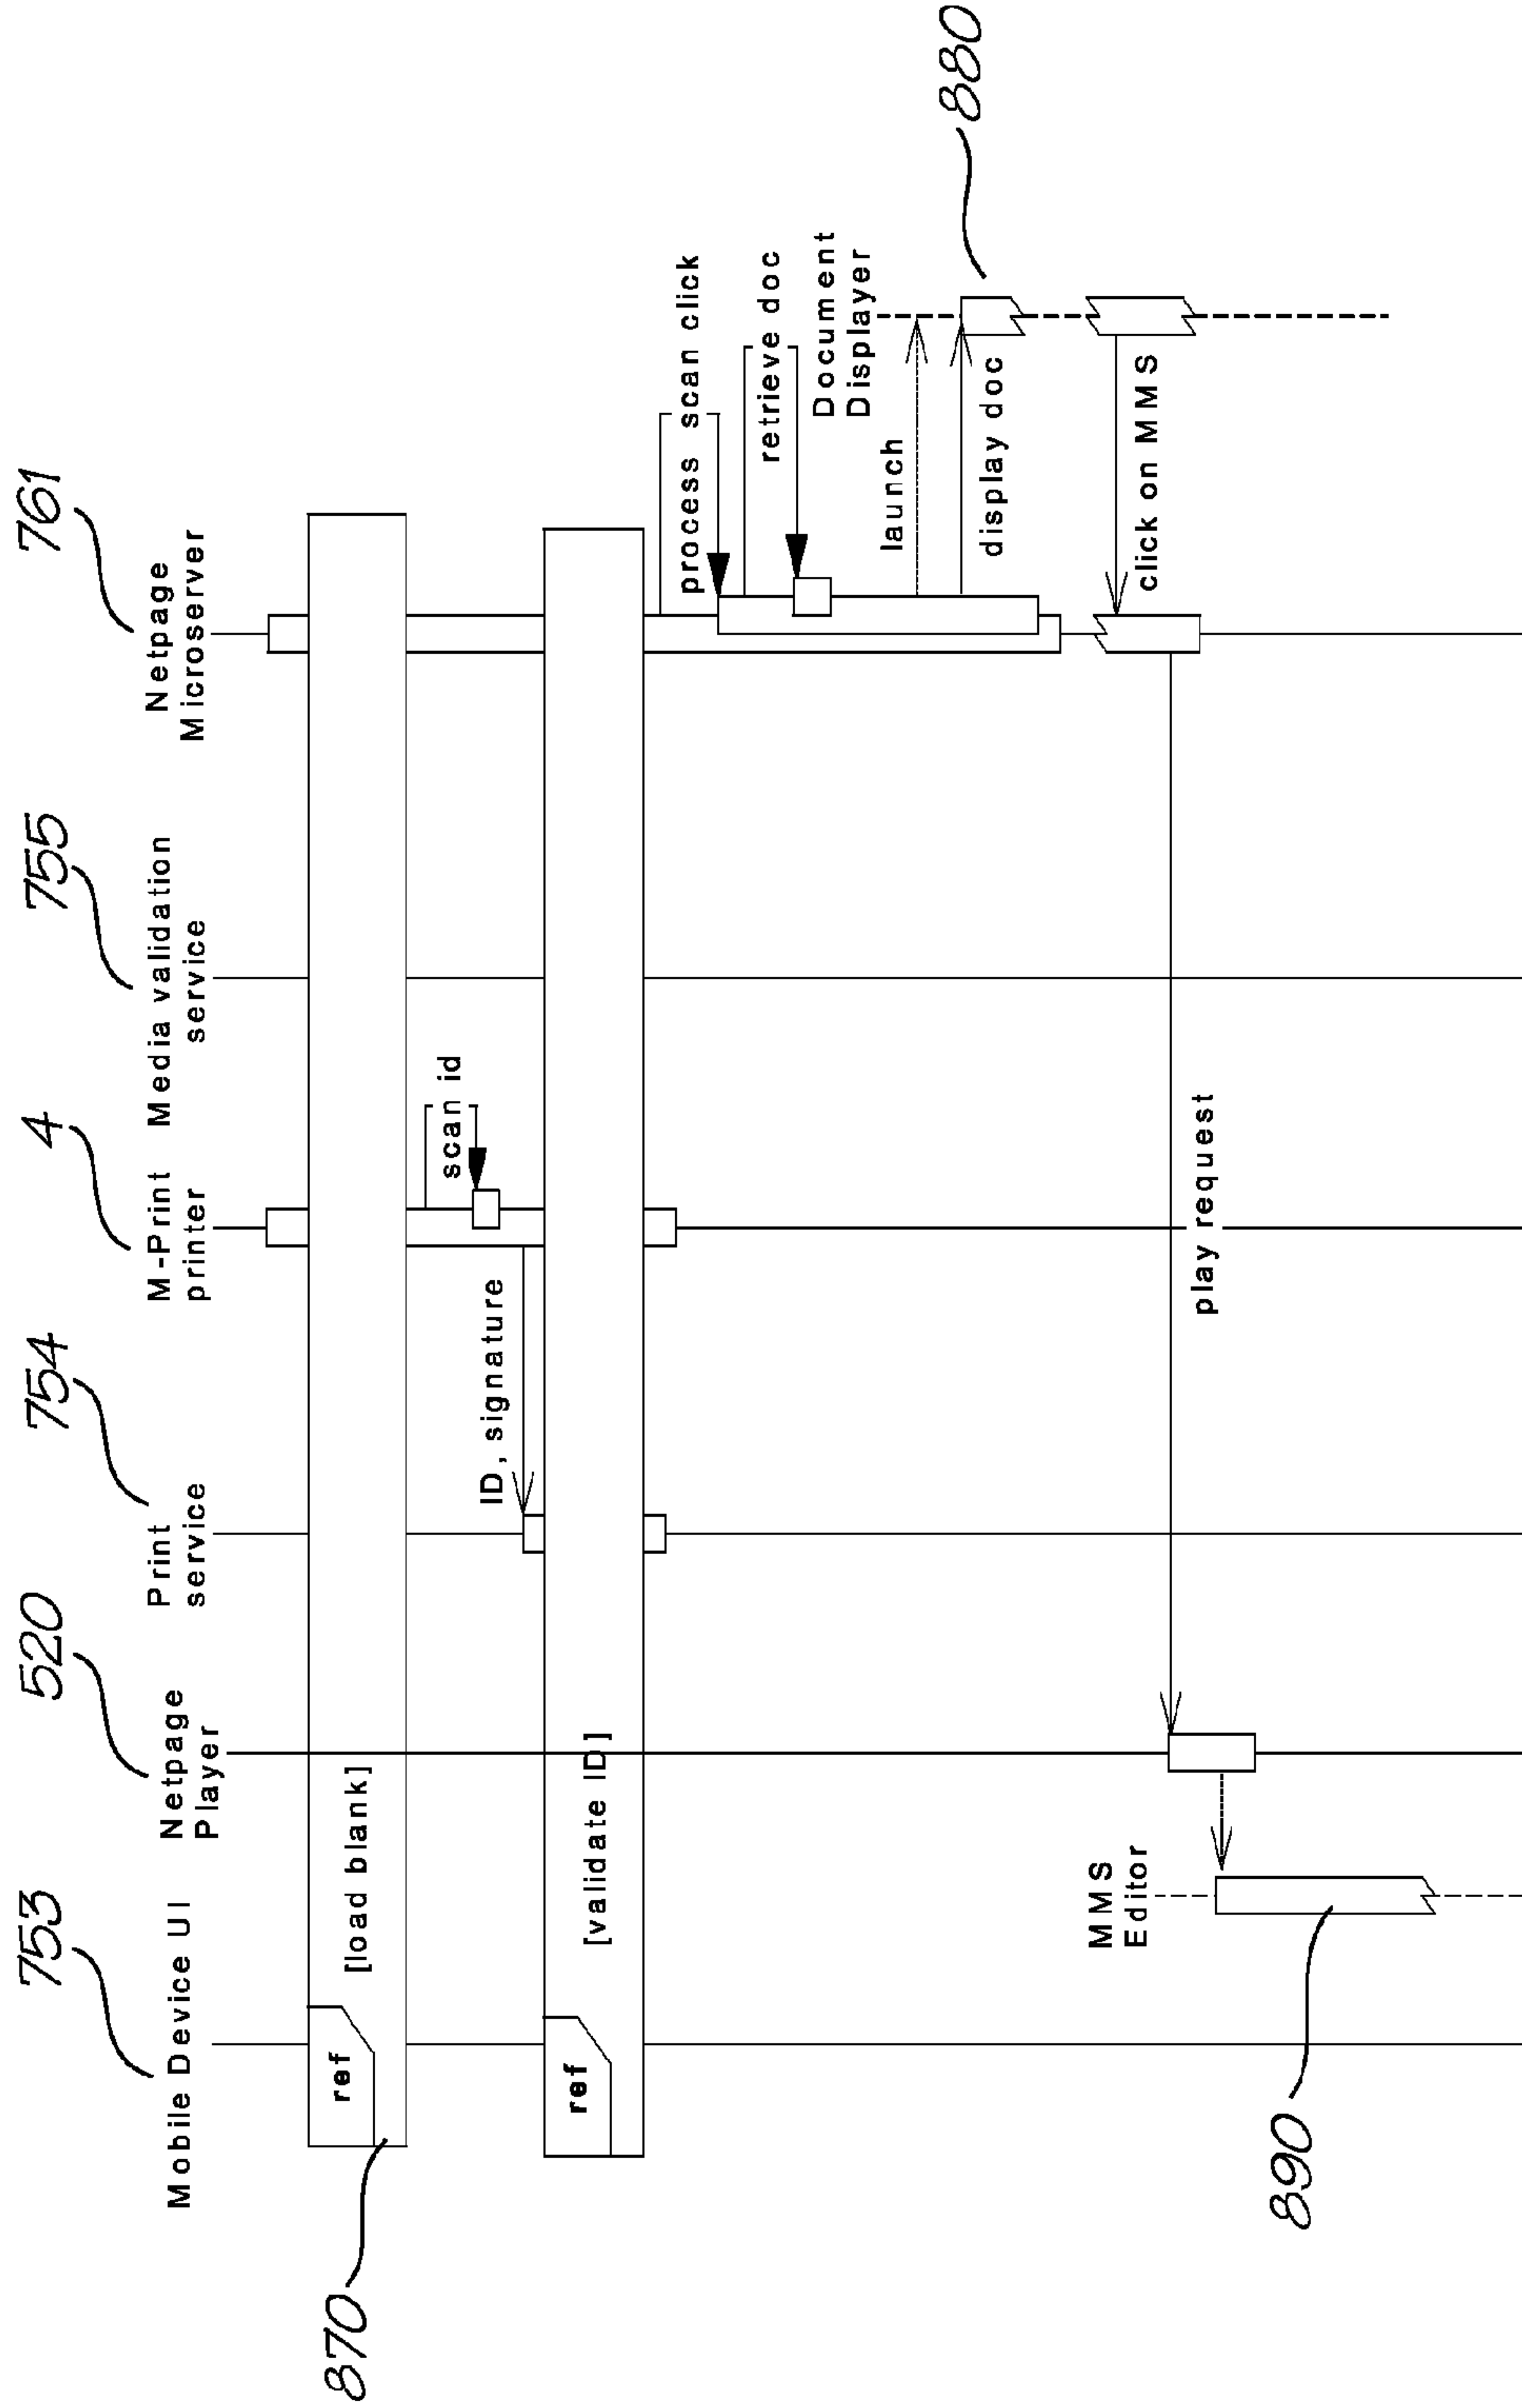 753
520
754
4
755
761
Mobile Device UI
Netpage
Player
Print
service
M-Print
printer
Media validation
service
Netpage
Microserver
870
ref
[load blank]
scan id
ID, signature
ref
[validate ID]
process scan click
retrieve doc
Document
Displayer
launch
display doc
880
click on MMS
play request
MMS
Editor
890